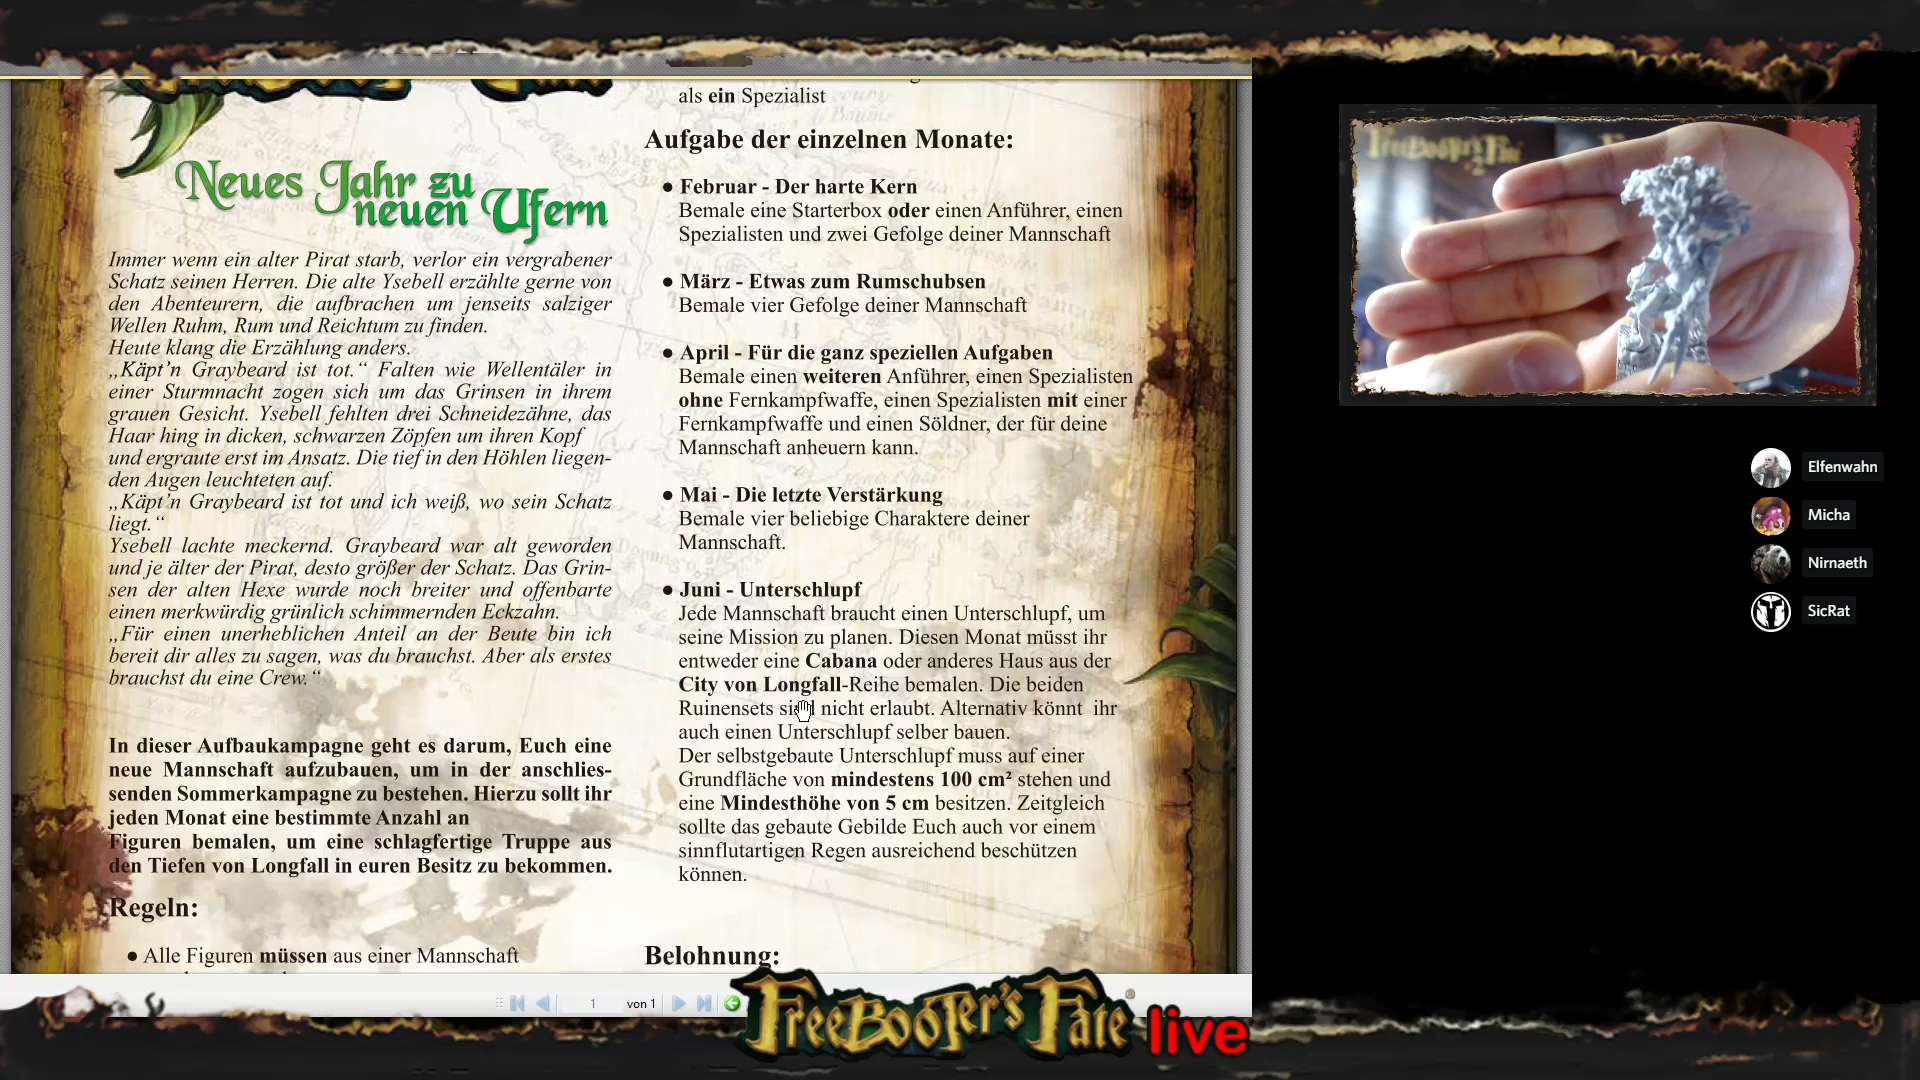 Neues Jahr zu
neuen Ufern
Immer wenn ein alter Pirat starb, verlor ein vergrabener
Schatz seinen Herren. Die alte Ysebell erzählte gerne von
den Abenteurern, die aufbrachen um jenseits salziger
Wellen Ruhm, Rum und Reichtum zu finden.
Heute klang die Erzählung anders.
„Käpt’n Graybeard ist tot.“ Falten wie Wellentäler in
einer Sturmnacht zogen sich um das Grinsen in ihrem
grauen Gesicht. Ysebell fehlten drei Schneidezähne, das
Haar hing in dicken, schwarzen Zöpfen um ihren Kopf
und ergraute erst im Ansatz. Die tief in den Höhlen liegen-
den Augen leuchteten auf.
„Käpt’n Graybeard ist tot und ich weiß, wo sein Schatz
liegt.“
Ysebell lachte meckernd. Graybeard war alt geworden
und je älter der Pirat, desto größer der Schatz. Das Grin-
sen der alten Hexe wurde noch breiter und offenbarte
einen merkwürdig grünlich schimmernden Eckzahn.
„Für einen unerheblichen Anteil an der Beute bin ich
bereit dir alles zu sagen, was du brauchst. Aber als erstes
brauchst du eine Crew.“
In dieser Aufbaukampagne geht es darum, Euch eine
neue Mannschaft aufzubauen, um in der anschlies-
senden Sommerkampagne zu bestehen. Hierzu sollt ihr
jeden Monat eine bestimmte Anzahl an
Figuren bemalen, um eine schlagfertige Truppe aus
den Tiefen von Longfall in euren Besitz zu bekommen.
Regeln:
● Alle Figuren müssen aus einer Mannschaft
als ein Spezialist
Aufgabe der einzelnen Monate:
● Februar - Der harte Kern
Bemale eine Starterbox oder einen Anführer, einen
Spezialisten und zwei Gefolge deiner Mannschaft
● März - Etwas zum Rumschubsen
Bemale vier Gefolge deiner Mannschaft
● April - Für die ganz speziellen Aufgaben
Bemale einen weiteren Anführer, einen Spezialisten
ohne Fernkampfwaffe, einen Spezialisten mit einer
Fernkampfwaffe und einen Söldner, der für deine
Mannschaft anheuern kann.
● Mai - Die letzte Verstärkung
Bemale vier beliebige Charaktere deiner
Mannschaft.
● Juni - Unterschlupf
Jede Mannschaft braucht einen Unterschlupf, um
seine Mission zu planen. Diesen Monat müsst ihr
entweder eine Cabana oder anderes Haus aus der
City von Longfall-Reihe bemalen. Die beiden
Ruinensets sind nicht erlaubt. Alternativ könnt ihr
auch einen Unterschlupf selber bauen.
Der selbstgebaute Unterschlupf muss auf einer
Grundfläche von mindestens 100 cm² stehen und
eine Mindesthöhe von 5 cm besitzen. Zeitgleich
sollte das gebaute Gebilde Euch auch vor einem
sinnflutartigen Regen ausreichend beschützen
können.
Belohnung:
1 von 1
FreeBooTer's Fate® live
FreeBooTer's Fate
Elfenwahn
Micha
Nirnaeth
SicRat